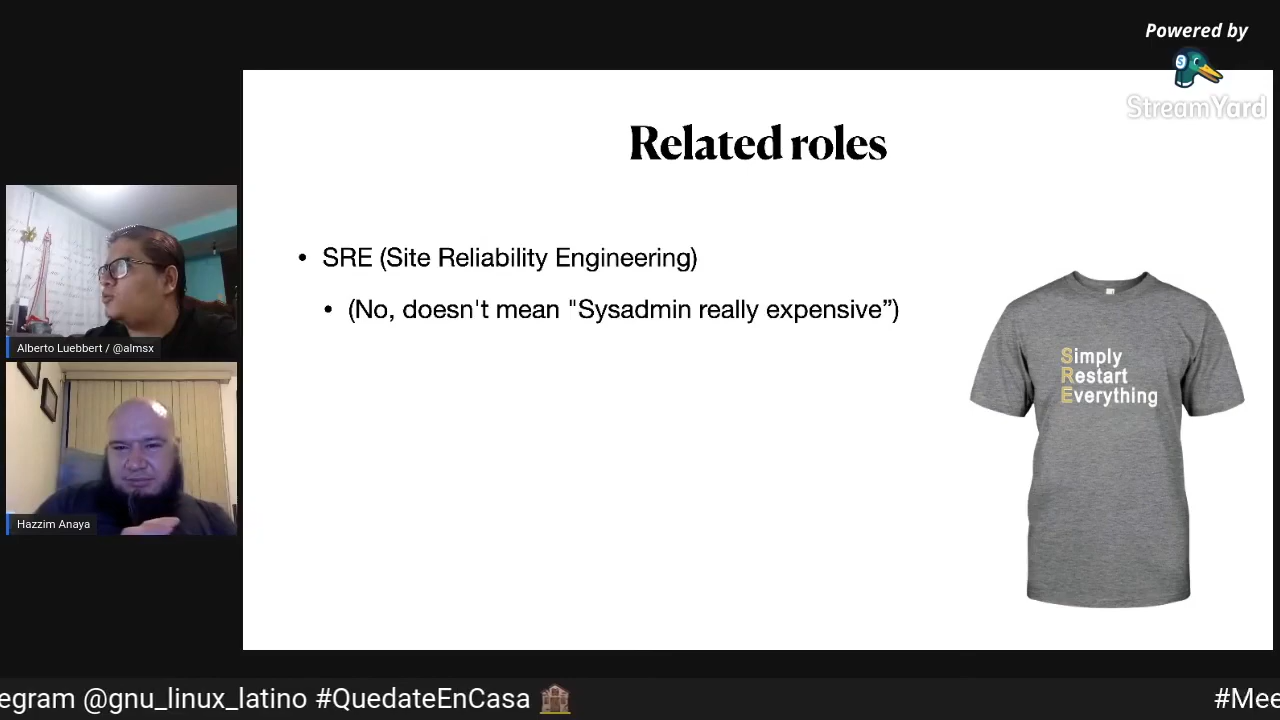 Powered by
StreamYard
Related roles
• SRE (Site Reliability Engineering)
• (No, doesn't mean "Sysadmin really expensive”)
Simply
Restart
Everything
Alberto Luebbert / @almsx
Hazzim Anaya
egram @gnu_linux_latino #QuedateEnCasa
#Mee